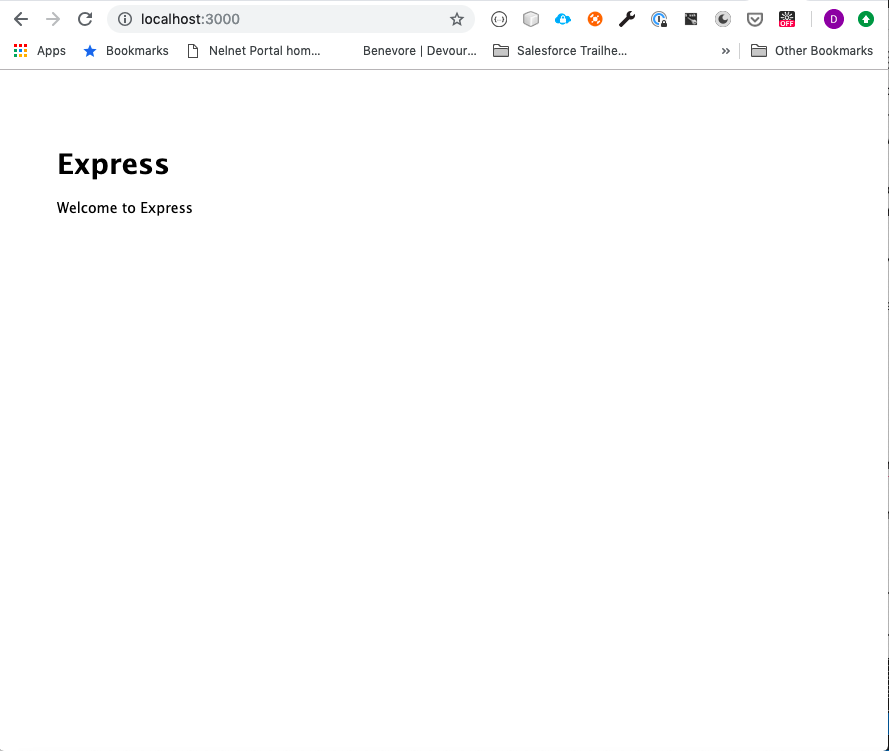 localhost:3000
OFF
D
Apps
Bookmarks
Nelnet Portal hom...
Benevore | Devour...
Salesforce Trailhe...
»
Other Bookmarks
Express
Welcome to Express